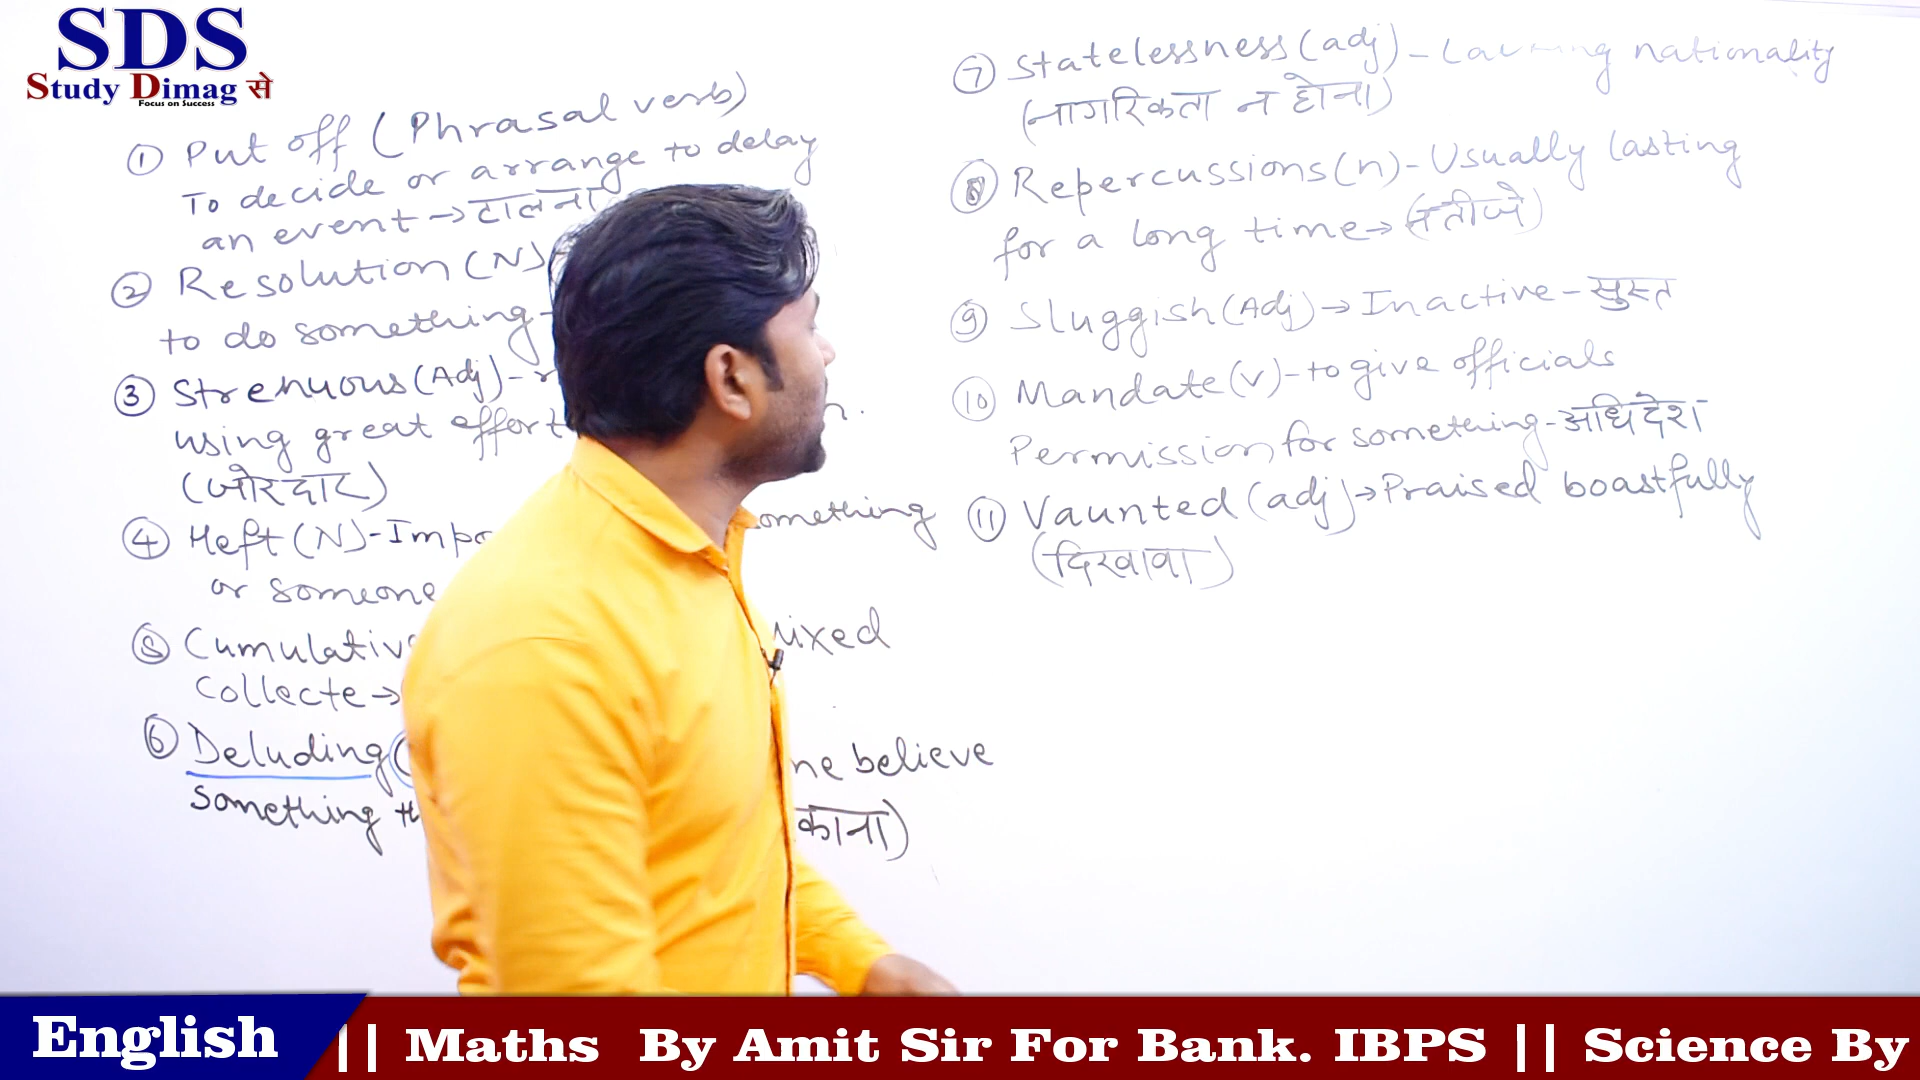 SDS
Study Dimag से
Focus on Success
① Put off (Phrasal verb)
To decide or arrange to delay
an event → टालना
② Resolution (N)
to do something-
③ Strenuous (Adj) -
using great effort
(जोरदार)
④ Heft (N) - Impo
something
or someone
Cumulativ
mixed
Collecte →
⑥ Deluding (
ne believe
something th
काना)
⑦ Statelessness (adj) - nationality
(नागरिकता न होना)
⑧ Repercussions (n) - Usually lasting
for a long time → (नतीजे)
⑨ Sluggish (Adj) → Inactive - सुस्त
⑩ Mandate (v) - to give officials
Permission for something - अधिदेश
⑪ Vaunted (adj) → Praised boastfully
(दिखावा)
English || Maths By Amit Sir For Bank. IBPS || Science By